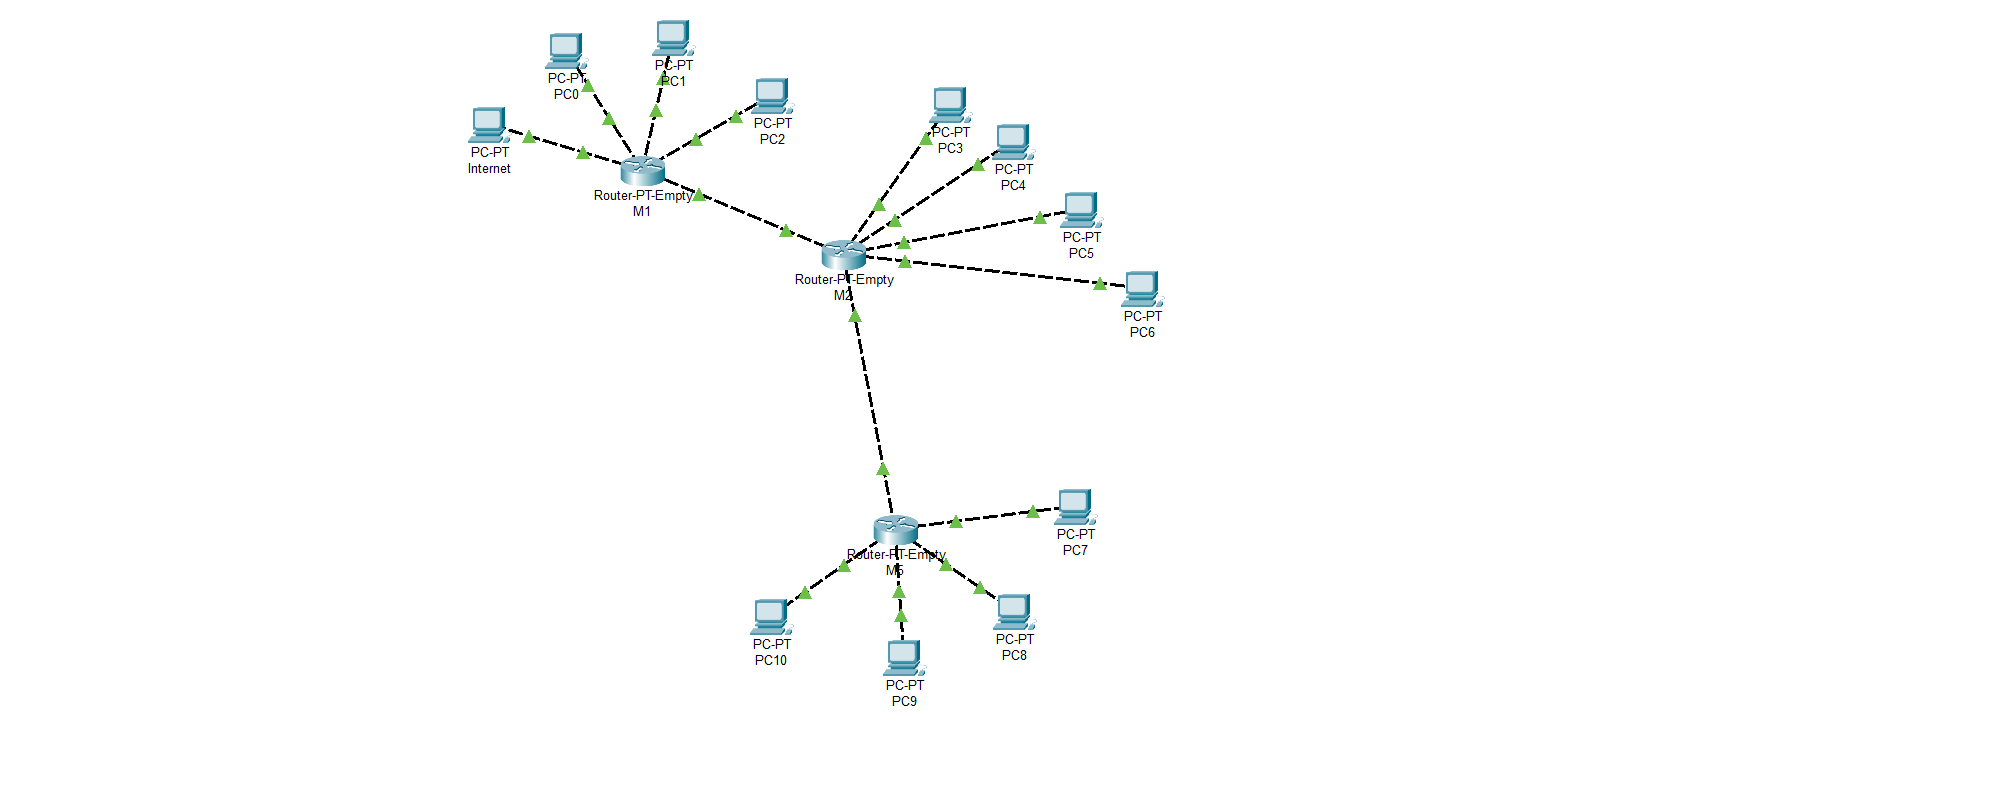 PC-PT
PC0
PC-PT
PC1
PC-PT
PC2
PC-PT
Internet
Router-PT-Empty
M1
PC-PT
PC3
PC-PT
PC4
PC-PT
PC5
PC-PT
PC6
Router-PT-Empty
M2
Router-PT-Empty
M5
PC-PT
PC7
PC-PT
PC8
PC-PT
PC9
PC-PT
PC10